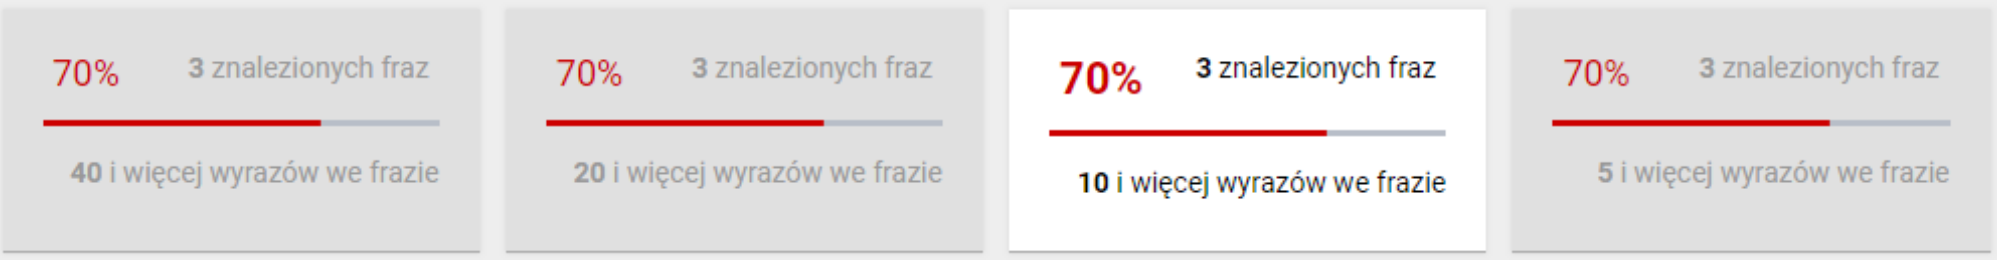 70% 3 znalezionych fraz
40 i więcej wyrazów we frazie
70% 3 znalezionych fraz
20 i więcej wyrazów we frazie
70% 3 znalezionych fraz
10 i więcej wyrazów we frazie
70% 3 znalezionych fraz
5 i więcej wyrazów we frazie